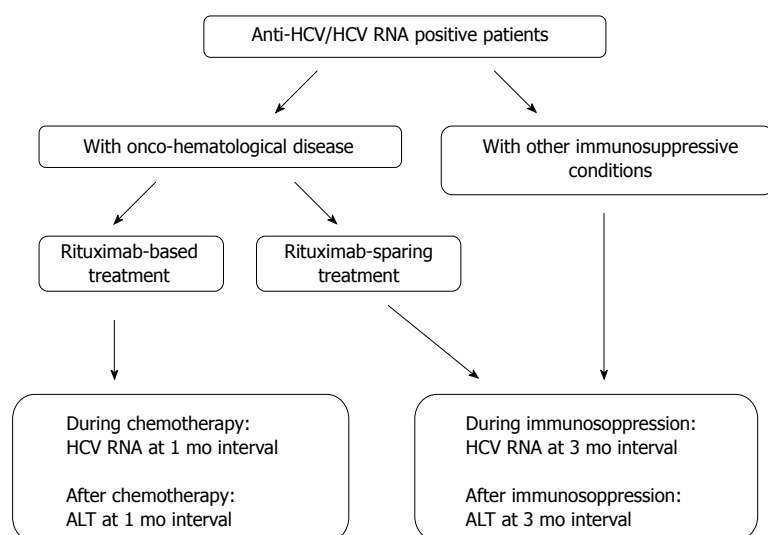 Anti-HCV/HCV RNA positive patients
With onco-hematological disease
With other immunosuppressive
conditions
Rituximab-based
treatment
Rituximab-sparing
treatment
During chemotherapy:
HCV RNA at 1 mo interval
After chemotherapy:
ALT at 1 mo interval
During immunosoppression:
HCV RNA at 3 mo interval
After immunosoppression:
ALT at 3 mo interval